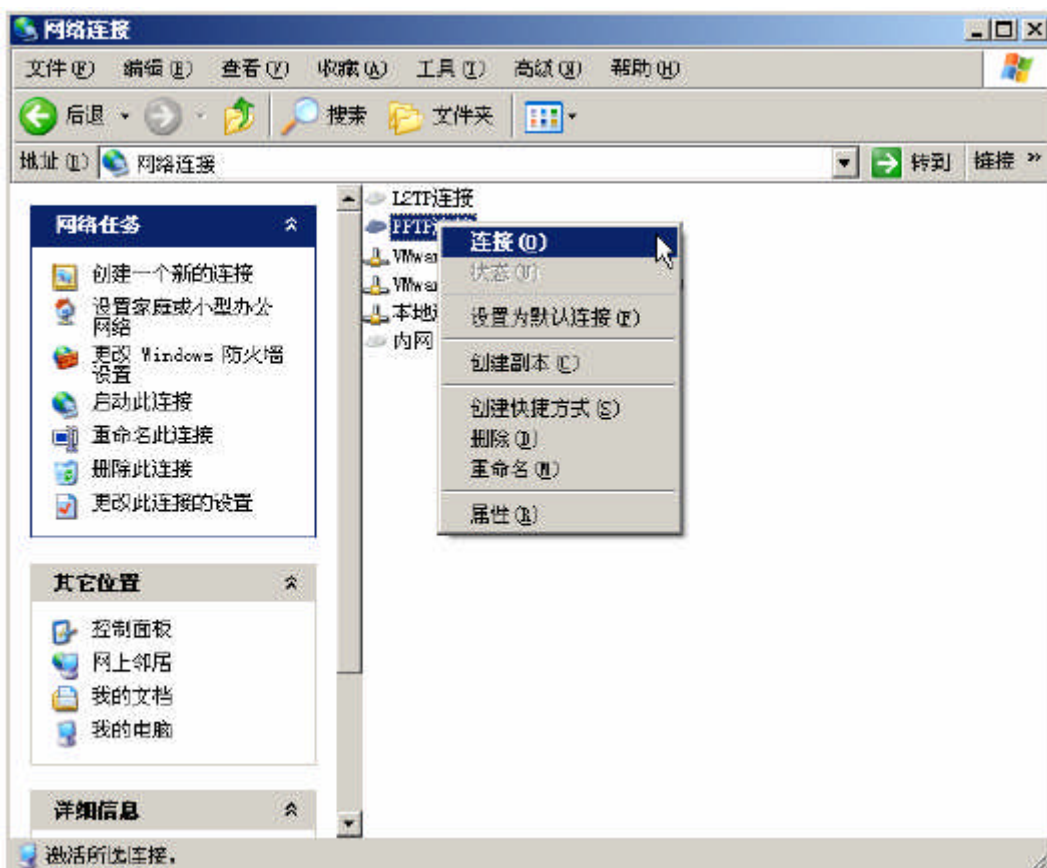 网络连接
文件(F) 编辑(E) 查看(V) 收藏(A) 工具(T) 高级(N) 帮助(H)
后退 搜索 文件夹
地址(D) 网络连接 转到 链接 »
网络任务
创建一个新的连接
设置家庭或小型办公
网络
更改 Windows 防火墙
设置
启动此连接
重命名此连接
删除此连接
更改此连接的设置
其它位置
控制面板
网上邻居
我的文档
我的电脑
详细信息
L2TP连接
PPTP
VMwar
VMwar
本地
内网
连接(O)
状态(U)
设置为默认连接(F)
创建副本(C)
创建快捷方式(S)
删除(D)
重命名(M)
属性(R)
激活所选连接。